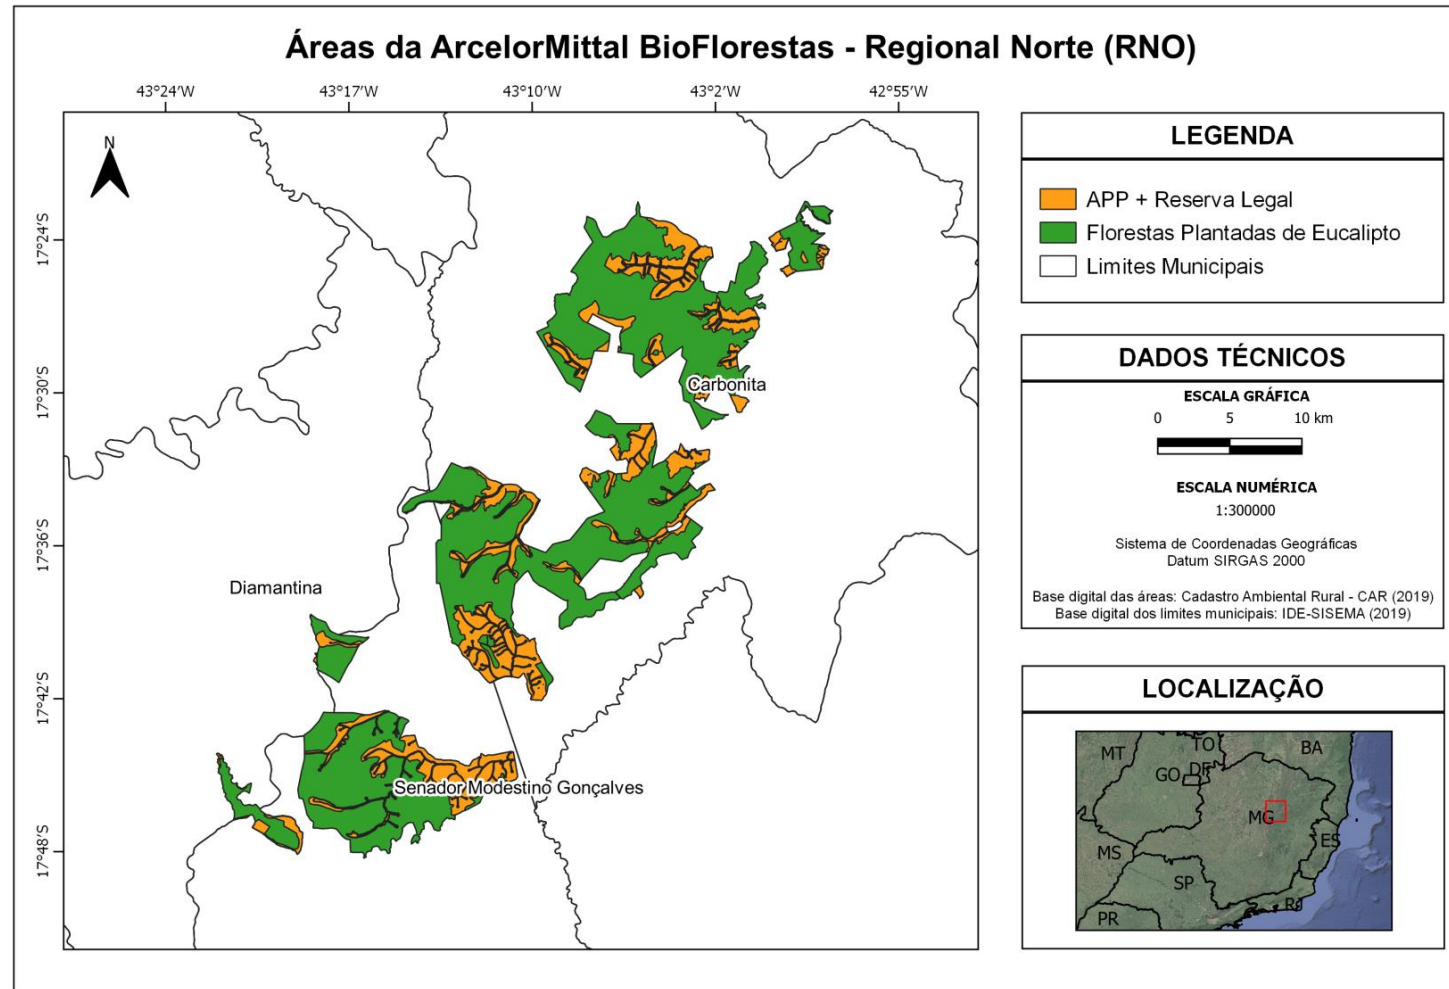 Áreas da ArcelorMittal BioFlorestas - Regional Norte (RNO)
43°24'W
43°17'W
43°10'W
43°2'W
42°55'W
N
17°24'S
17°30'S
17°36'S
17°42'S
17°48'S
Carbonita
Diamantina
Senador Modestino Gonçalves
LEGENDA
APP + Reserva Legal
Florestas Plantadas de Eucalipto
Limites Municipais
DADOS TÉCNICOS
ESCALA GRÁFICA
0 5 10 km
ESCALA NUMÉRICA
1:300000
Sistema de Coordenadas Geográficas
Datum SIRGAS 2000
Base digital das áreas: Cadastro Ambiental Rural - CAR (2019)
Base digital dos limites municipais: IDE-SISEMA (2019)
LOCALIZAÇÃO
MT
TO
BA
GO
DF
MG
ES
MS
SP
RJ
PR